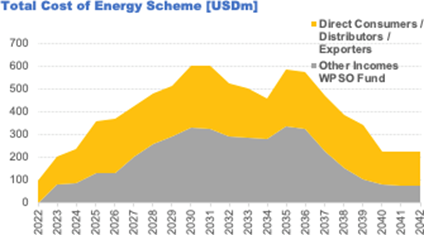 Total Cost of Energy Scheme [USDm]
Direct Consumers /
Distributors /
Exporters
Other Incomes
WPSO Fund
700
600
500
400
300
200
100
0
2022 2023 2024 2025 2026 2027 2028 2029 2030 2031 2032 2033 2034 2035 2036 2037 2038 2039 2040 2041 2042